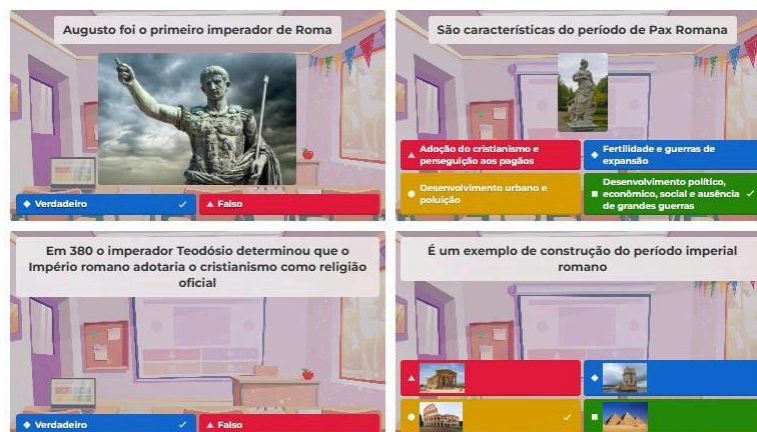 Augusto foi o primeiro imperador de Roma
Verdadeiro
Falso
São características do período de Pax Romana
Adoção do cristianismo e
perseguição aos pagãos
Fertilidade e guerras de
expansão
Desenvolvimento urbano e
poluição
Desenvolvimento político,
econômico, social e ausência
de grandes guerras
Em 380 o imperador Teodósio determinou que o
Império romano adotaria o cristianismo como religião
oficial
Verdadeiro
Falso
É um exemplo de construção do período imperial
romano